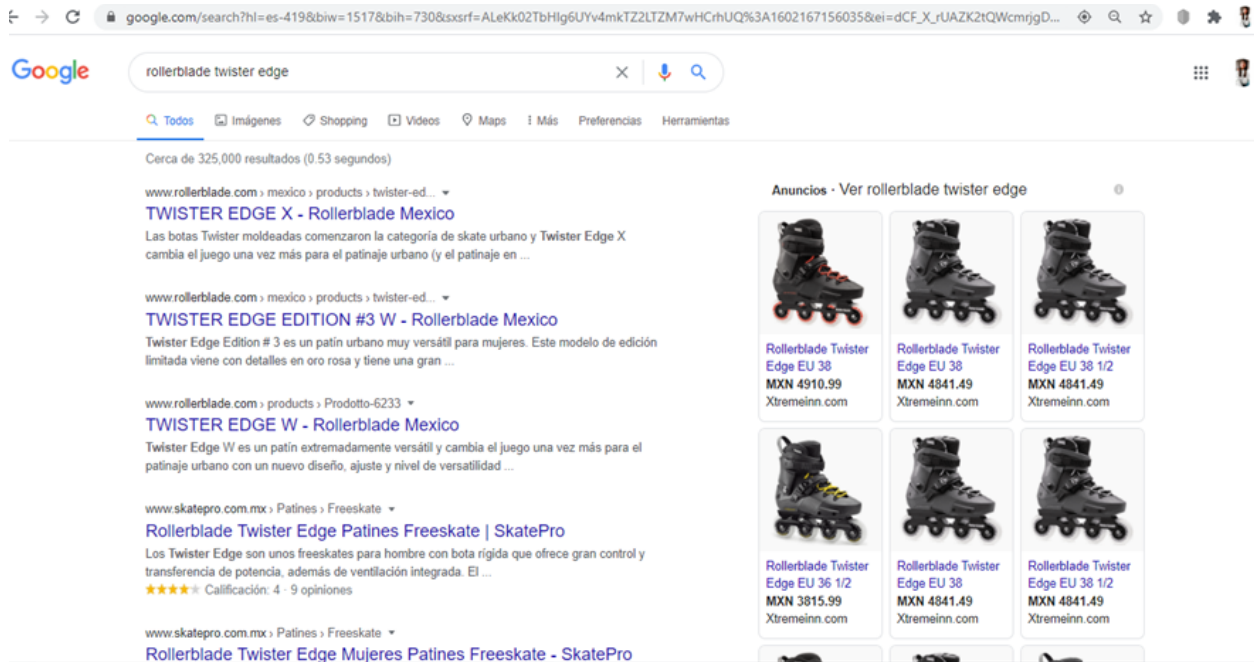 google.com/search?hl=es-419&biw=1517&bih=730&sxsrf=ALeKk02TbHIg6UYv4mkTZ2LTZM7wHCrhUQ%3A1602167156035&ei=dCF_X_rUAZK2tQWcmrjgD...
Google
rollerblade twister edge
Todos Imágenes Shopping Videos Maps Más Preferencias Herramientas
Cerca de 325,000 resultados (0.53 segundos)
www.rollerblade.com › mexico › products › twister-ed...
TWISTER EDGE X - Rollerblade Mexico
Las botas Twister moldeadas comenzaron la categoría de skate urbano y Twister Edge X
cambia el juego una vez más para el patinaje urbano (y el patinaje en ...
www.rollerblade.com › mexico › products › twister-ed...
TWISTER EDGE EDITION #3 W - Rollerblade Mexico
Twister Edge Edition # 3 es un patín urbano muy versátil para mujeres. Este modelo de edición
limitada viene con detalles en oro rosa y tiene una gran ...
www.rollerblade.com › products › Prodotto-6233
TWISTER EDGE W - Rollerblade Mexico
Twister Edge W es un patín extremadamente versátil y cambia el juego una vez más para el
patinaje urbano con un nuevo diseño, ajuste y nivel de versatilidad ...
www.skatepro.com.mx › Patines › Freeskate
Rollerblade Twister Edge Patines Freeskate | SkatePro
Los Twister Edge son unos freeskates para hombre con bota rígida que ofrece gran control y
transferencia de potencia, además de ventilación integrada. El ...
Calificación: 4 · 9 opiniones
www.skatepro.com.mx › Patines › Freeskate
Rollerblade Twister Edge Mujeres Patines Freeskate - SkatePro
Anuncios · Ver rollerblade twister edge
Rollerblade Twister
Edge EU 38
MXN 4910.99
Xtremeinn.com
Rollerblade Twister
Edge EU 38
MXN 4841.49
Xtremeinn.com
Rollerblade Twister
Edge EU 38 1/2
MXN 4841.49
Xtremeinn.com
Rollerblade Twister
Edge EU 36 1/2
MXN 3815.99
Xtremeinn.com
Rollerblade Twister
Edge EU 38
MXN 4841.49
Xtremeinn.com
Rollerblade Twister
Edge EU 38 1/2
MXN 4841.49
Xtremeinn.com